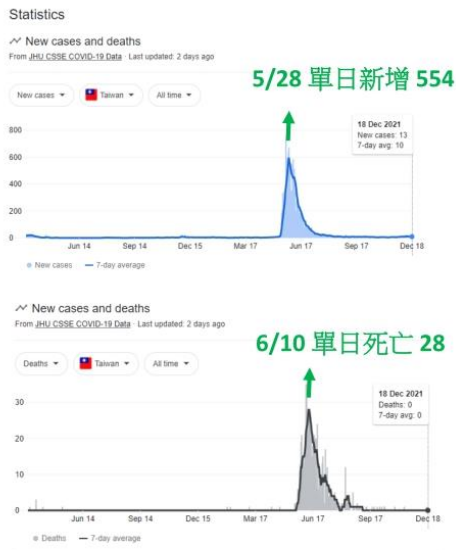 Statistics
New cases and deaths
From JHU CSSE COVID-19 Data · Last updated: 2 days ago
5/28 單日新增 554
New cases
Taiwan
All time
18 Dec 2021
New cases: 13
7-day avg: 10
800
600
400
200
0
Jun 14
Sep 14
Dec 15
Mar 17
Jun 17
Sep 17
Dec 18
New cases
7-day average
New cases and deaths
From JHU CSSE COVID-19 Data · Last updated: 2 days ago
6/10 單日死亡 28
Deaths
Taiwan
All time
18 Dec 2021
Deaths: 0
7-day avg: 0
30
20
10
0
Jun 14
Sep 14
Dec 15
Mar 17
Jun 17
Sep 17
Dec 18
Deaths
7-day average